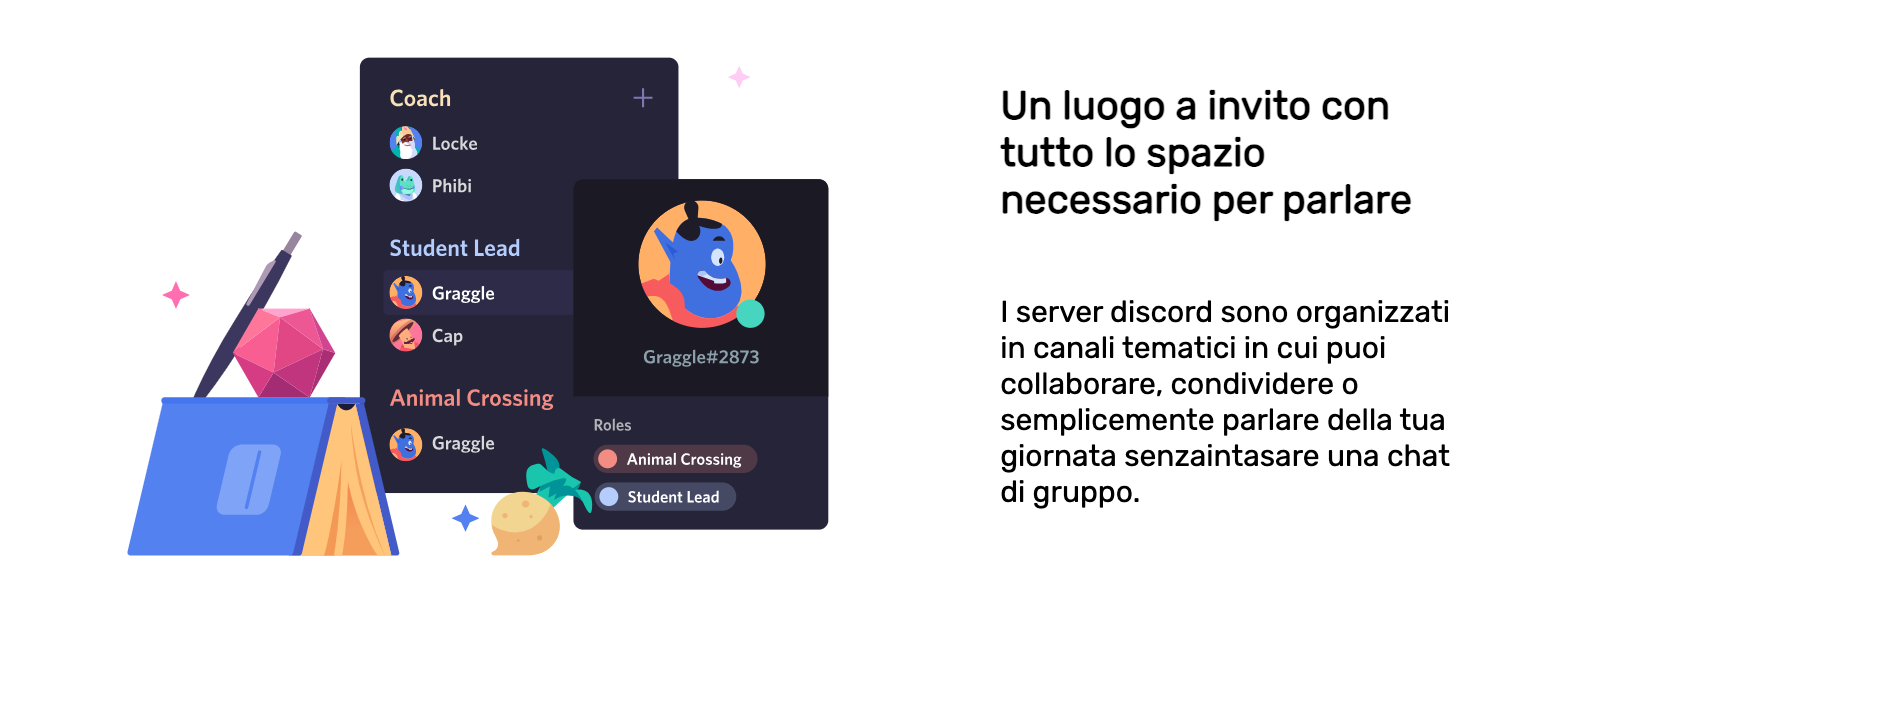 Coach
Locke
Phibi
Student Lead
Graggle
Cap
Animal Crossing
Graggle
Graggle#2873
Roles
Animal Crossing
Student Lead
Un luogo a invito con
tutto lo spazio
necessario per parlare
I server discord sono organizzati
in canali tematici in cui puoi
collaborare, condividere o
semplicemente parlare della tua
giornata senzaintasare una chat
di gruppo.